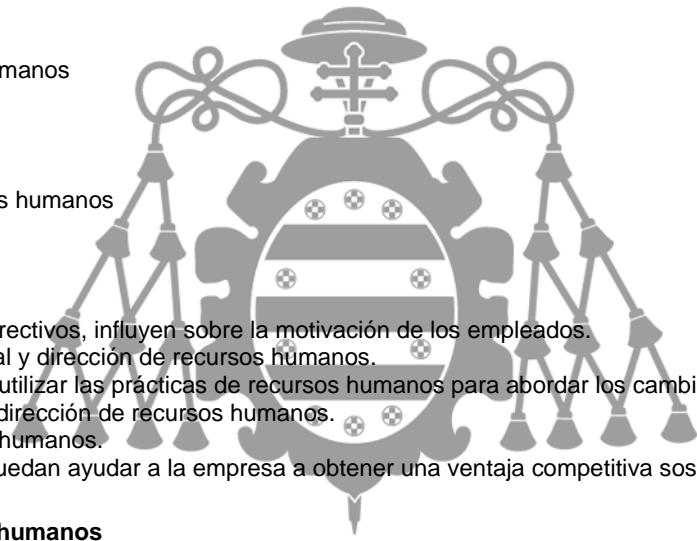 umanos
s humanos
rectivos, influyen sobre la motivación de los empleados.
al y dirección de recursos humanos.
utilizar las prácticas de recursos humanos para abordar los cambi
dirección de recursos humanos.
humanos.
uedan ayudar a la empresa a obtener una ventaja competitiva sos
humanos